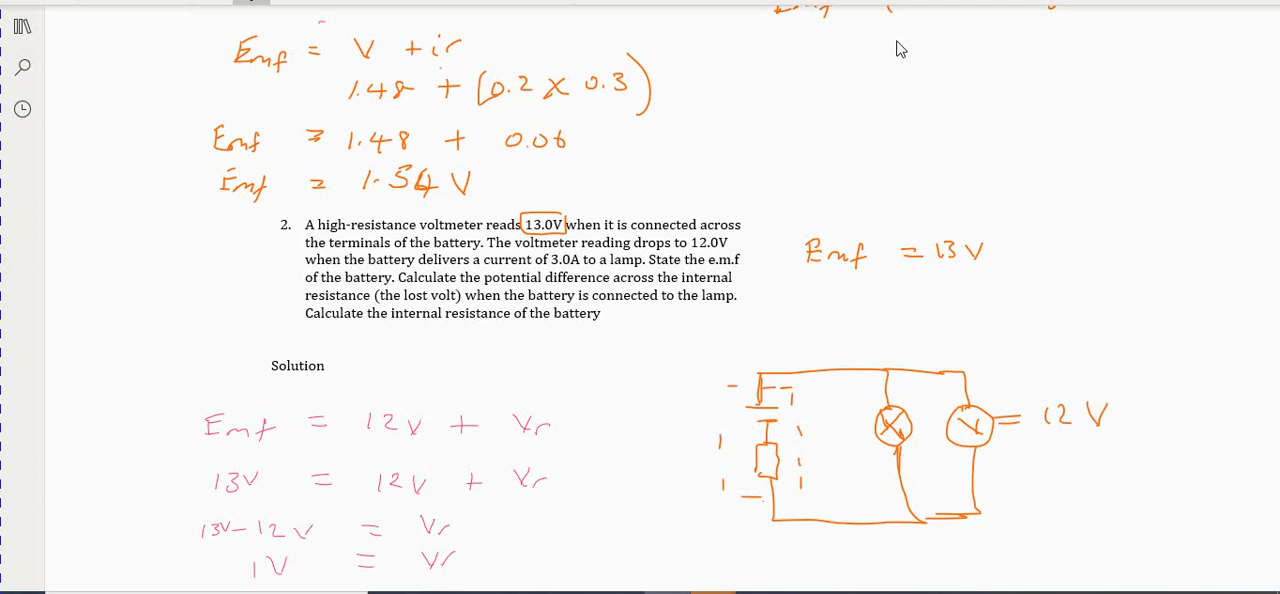 Emf = V + ir
1.48 + (0.2 X 0.3)
Emf = 1.48 + 0.06
Emf = 1.54 V
2. A high-resistance voltmeter reads 13.0V when it is connected across
the terminals of the battery. The voltmeter reading drops to 12.0V
when the battery delivers a current of 3.0A to a lamp. State the e.m.f
of the battery. Calculate the potential difference across the internal
resistance (the lost volt) when the battery is connected to the lamp.
Calculate the internal resistance of the battery
Emf = 13 V
Solution
Emf = 12V + Vr
13V = 12V + Vr
13V - 12V = Vr
1V = Vr
V = 12 V